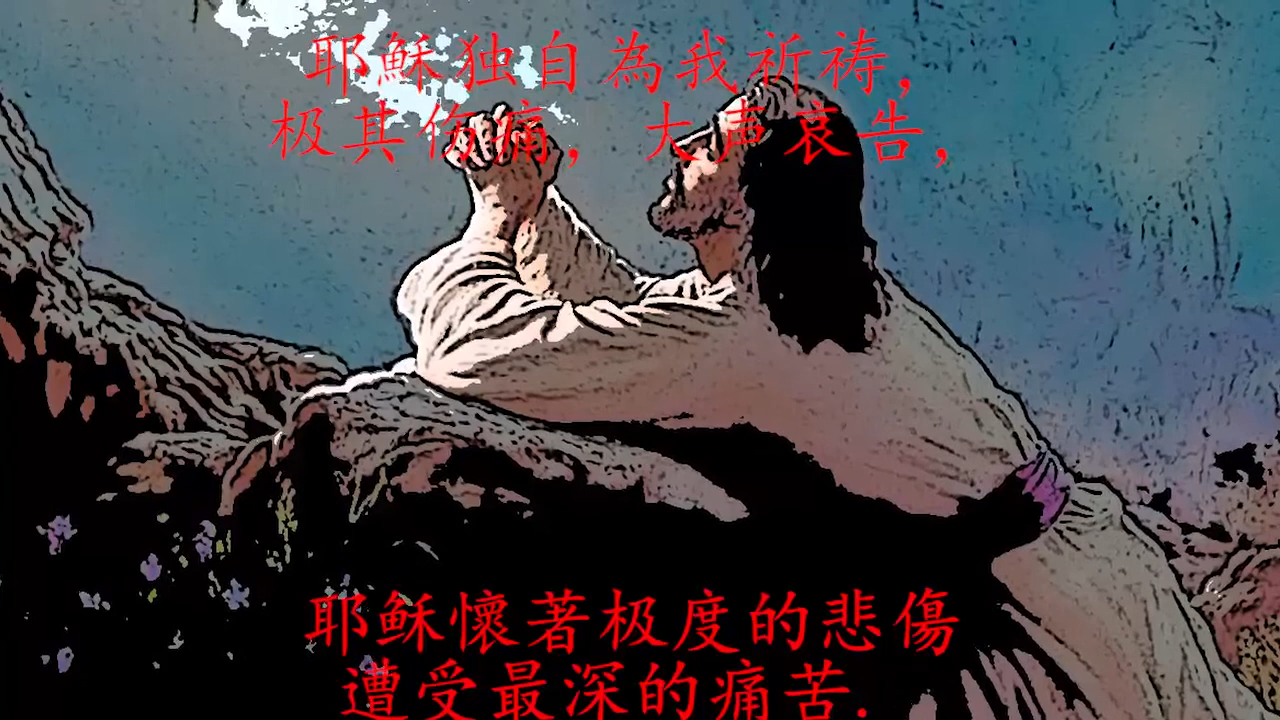 耶穌独自為我祈祷，
极其伤痛，大声哀告，
耶稣懷著极度的悲傷
遭受最深的痛苦.